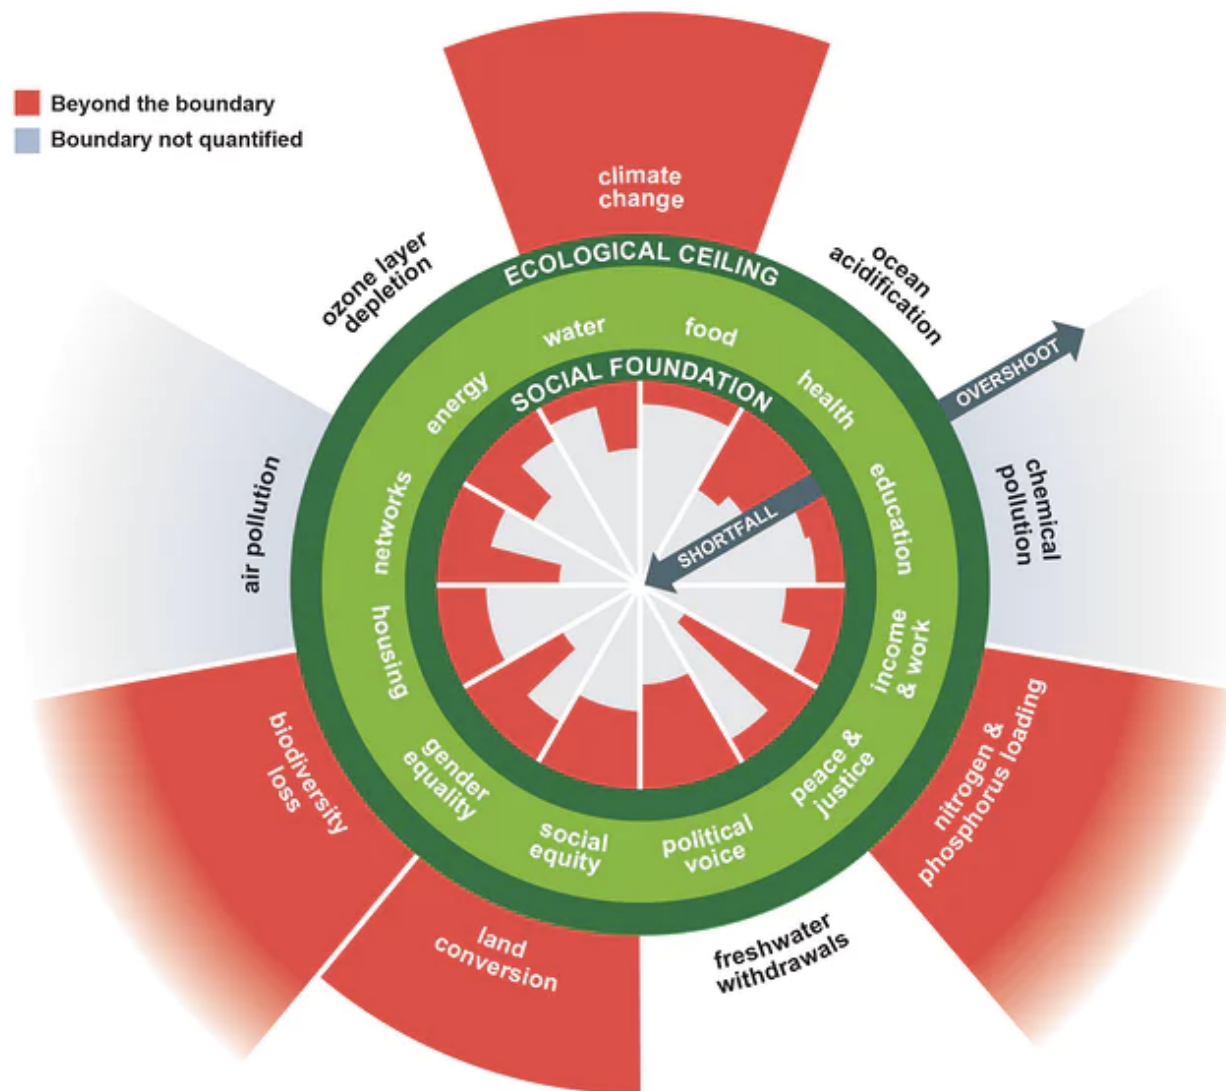 Beyond the boundary
Boundary not quantified
climate
change
ozone layer
depletion
ocean
acidification
ECOLOGICAL CEILING
water
food
SOCIAL FOUNDATION
energy
health
OVERSHOOT
networks
education
SHORTFALL
air pollution
chemical
pollution
housing
income
& work
biodiversity
loss
gender
equality
peace &
justice
nitrogen &
phosphorus loading
social
equity
political
voice
land
conversion
freshwater
withdrawals